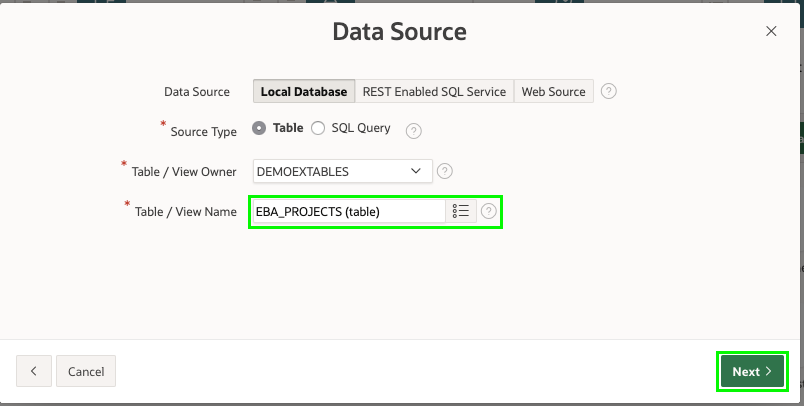 Data Source
Data Source Local Database REST Enabled SQL Service Web Source ?
* Source Type Table SQL Query ?
* Table / View Owner DEMOEXTABLES ?
* Table / View Name EBA_PROJECTS (table) ?
Cancel Next